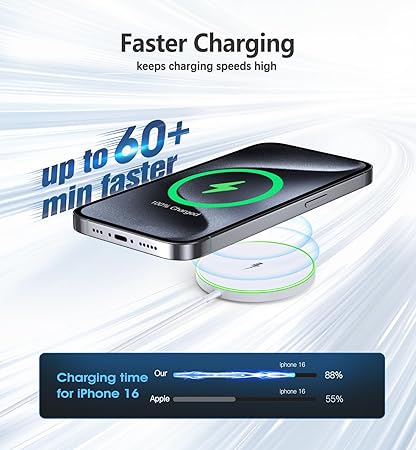 Faster Charging
keeps charging speeds high
up to 60+
min faster
100% Charged
Charging time
for iPhone 16
Our
iphone 16
88%
Apple
iphone 16
55%